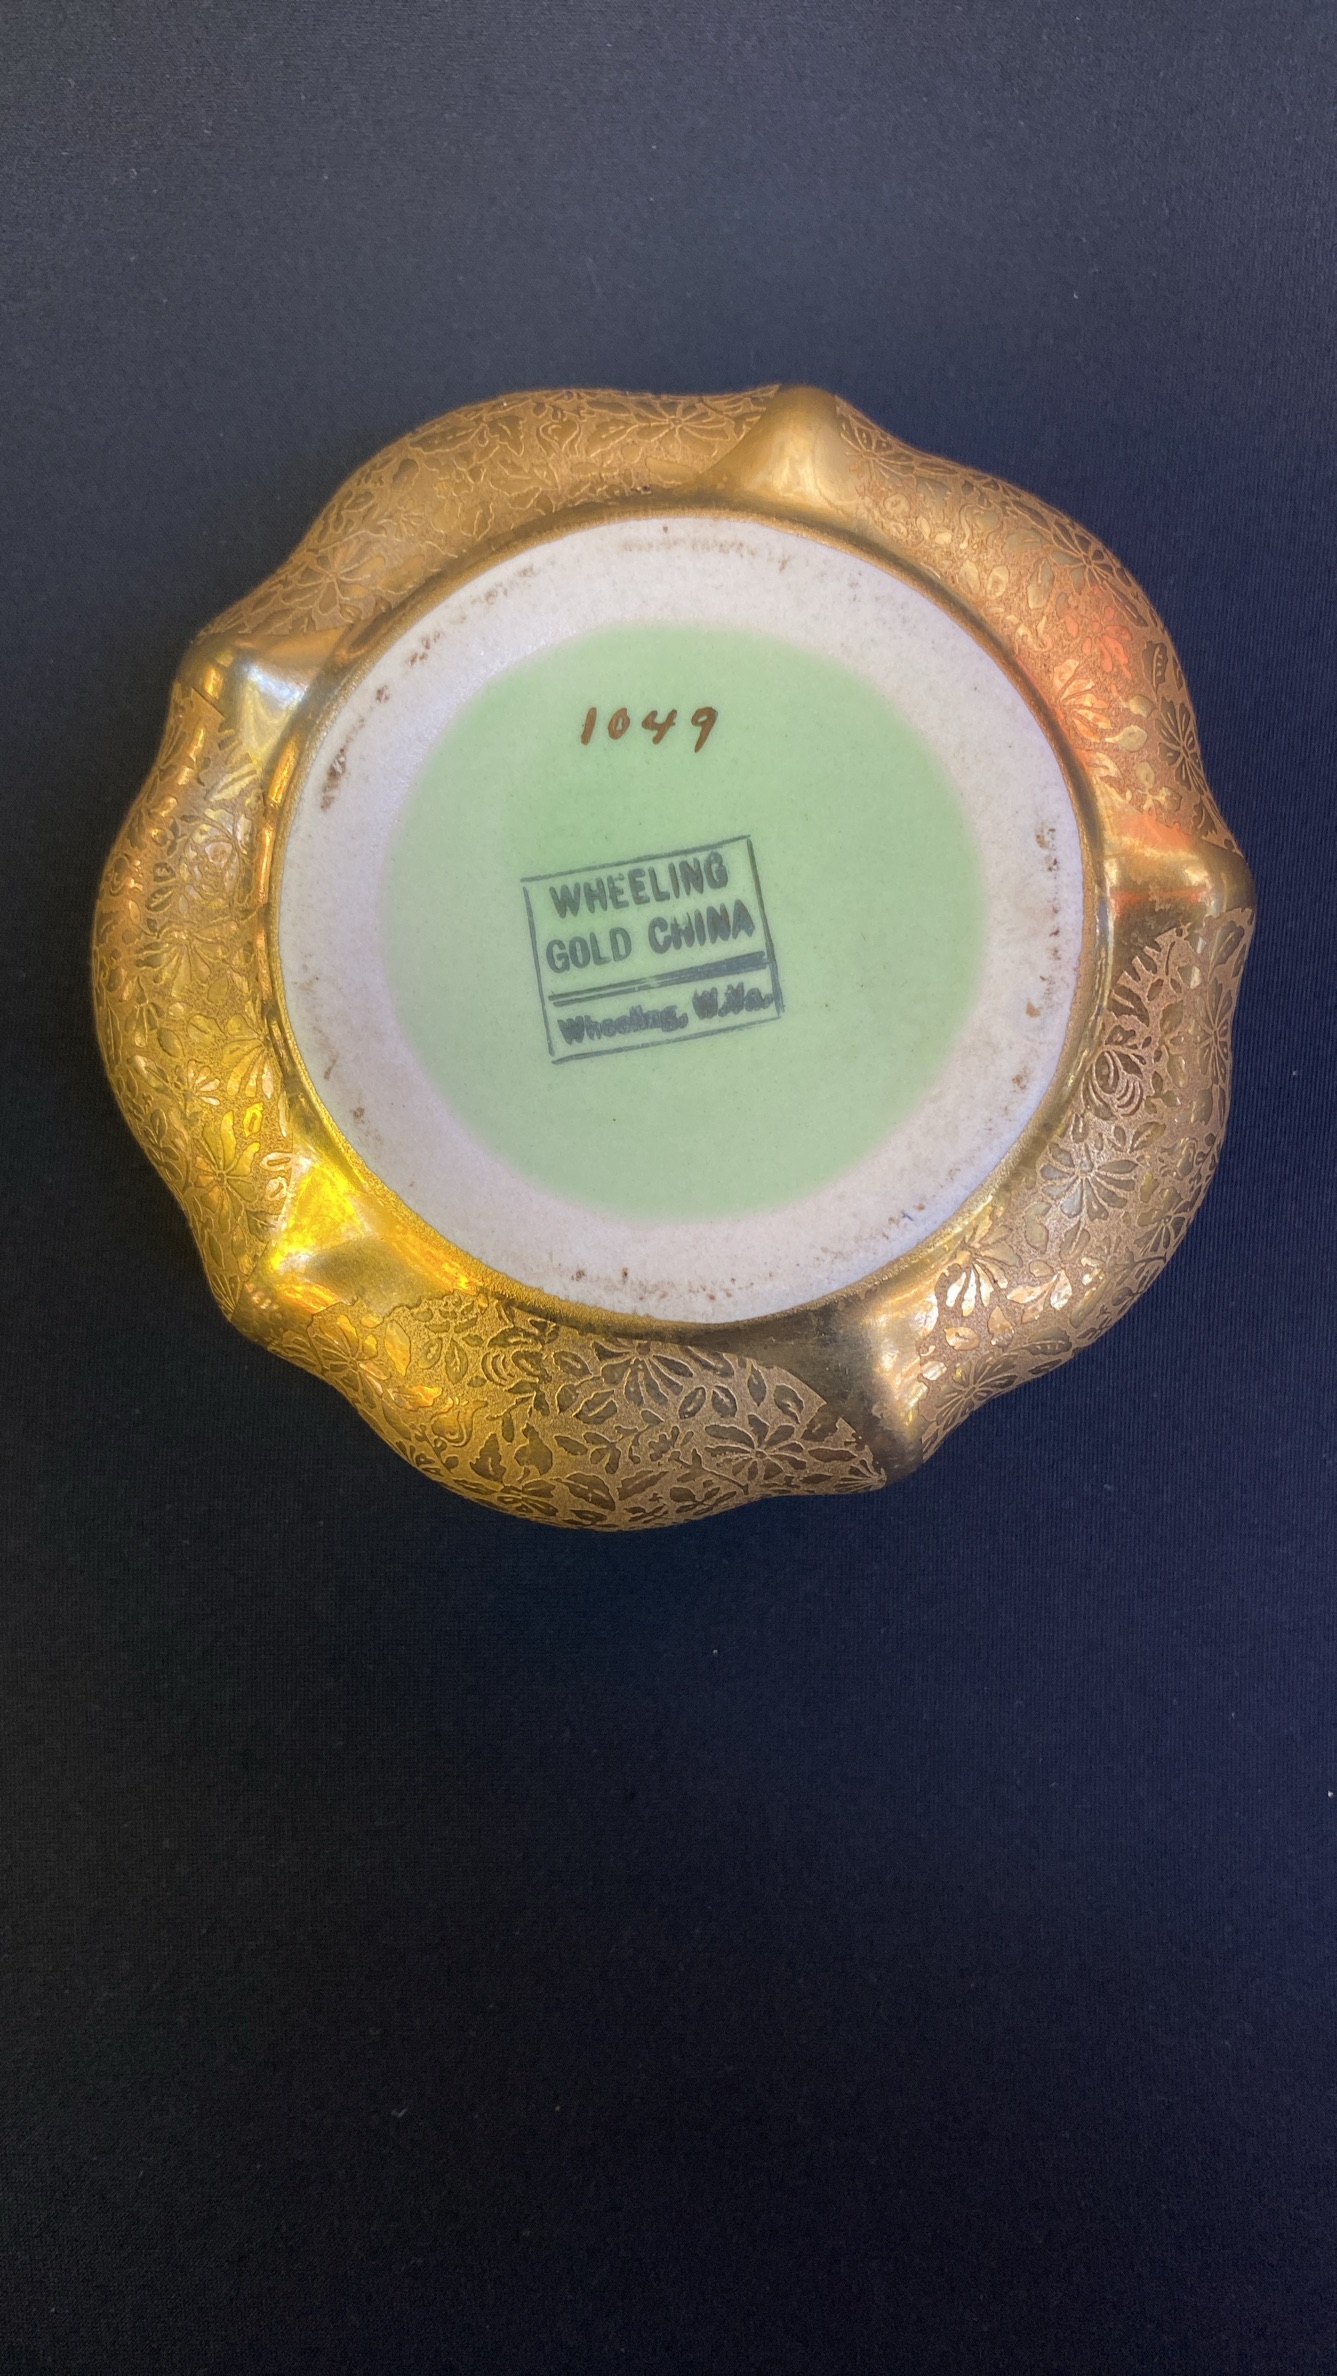 1049
WHEELING
GOLD CHINA
Wheeling, W.Va.